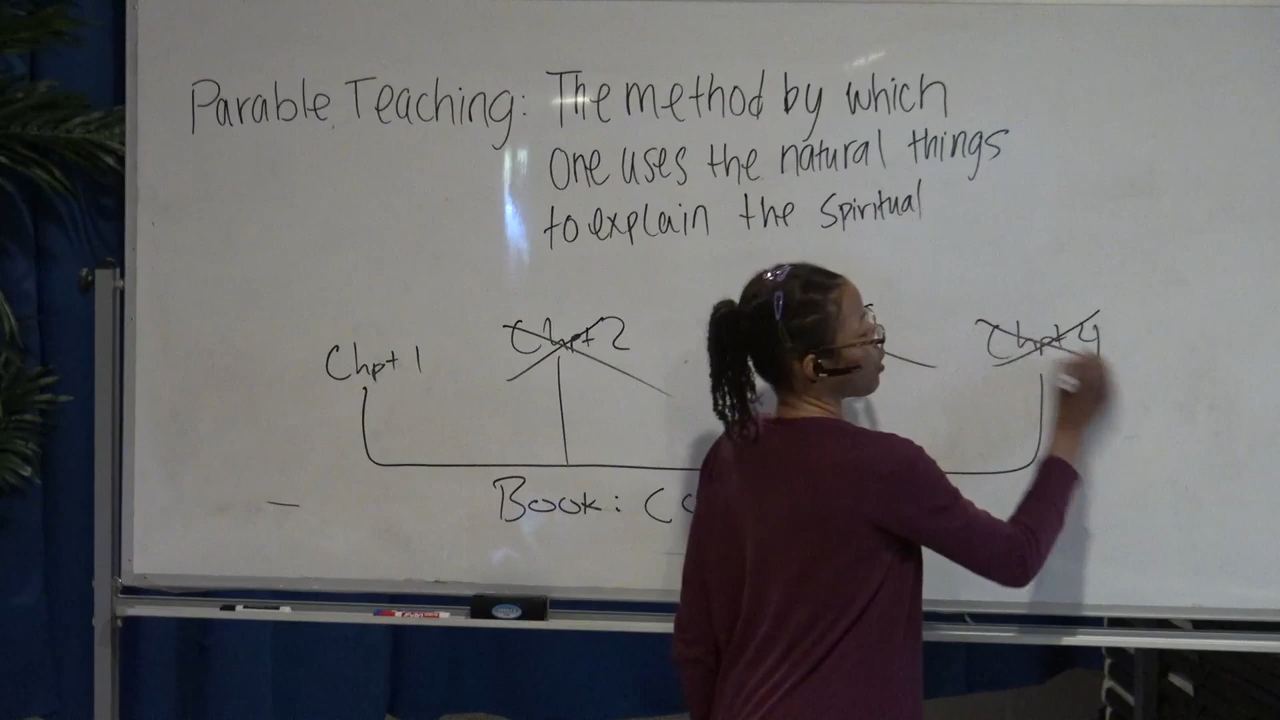 Parable Teaching: The method by which
one uses the natural things
to explain the spiritual
Chpt 1 Chpt 2 Chpt 4
Book: